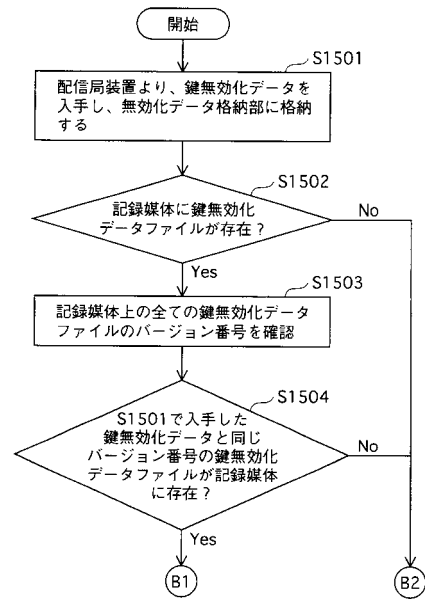 開始
S1501
配信局装置より、鍵無効化データを
入手し、無効化データ格納部に格納
する
S1502
記録媒体に鍵無効化
データファイルが存在？
No
Yes
S1503
記録媒体上の全ての鍵無効化データ
ファイルのバージョン番号を確認
S1504
S1501で入手した
鍵無効化データと同じ
バージョン番号の鍵無効化
データファイルが記録媒体
に存在？
No
Yes
B1
B2